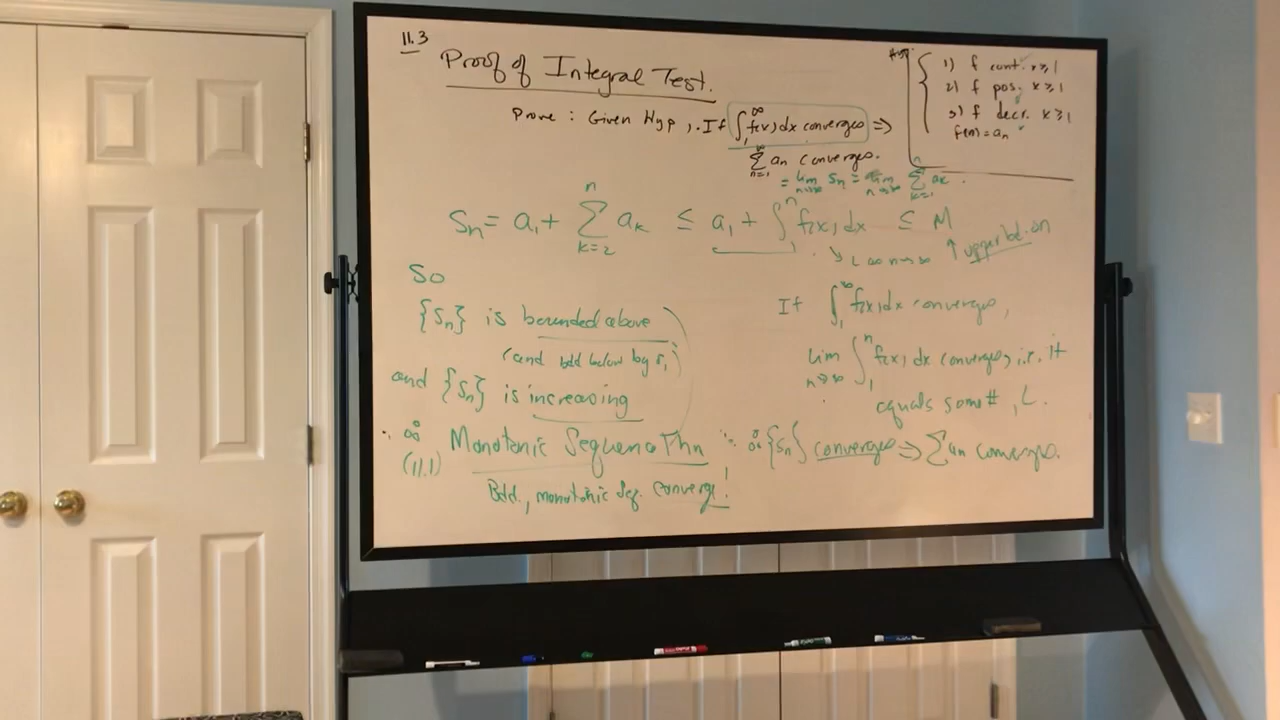 11.3
Proof of Integral Test.
1) f cont. x≥1
2) f pos. x≥1
3) f decr. x≥1
f(n)=aₙ
Prove : Given Hyp, . If ∫₁^∞ f(x)dx converges ⇒
∑_{n=1}^∞ aₙ converges.
= lim_{n→∞} Sₙ = lim_{n→∞} ∑_{k=1}^n aₖ .
Sₙ = a₁ + ∑_{k=2}^n aₖ ≤ a₁ + ∫₁^n f(x)dx ≤ M
↘ L as n→∞ ↑ upper bd. on
So
{Sₙ} is bounded above
(and bdd below by s₁)
and {Sₙ} is increasing
If ∫₁^∞ f(x)dx converges,
lim_{n→∞} ∫₁^n f(x)dx converges, i.e. it
equals some #, L.
∴ Monotonic Sequence Thm
(11.1)
Bdd., monotonic seq. converge!
∴ {Sₙ} converges ⇒ ∑aₙ converges.